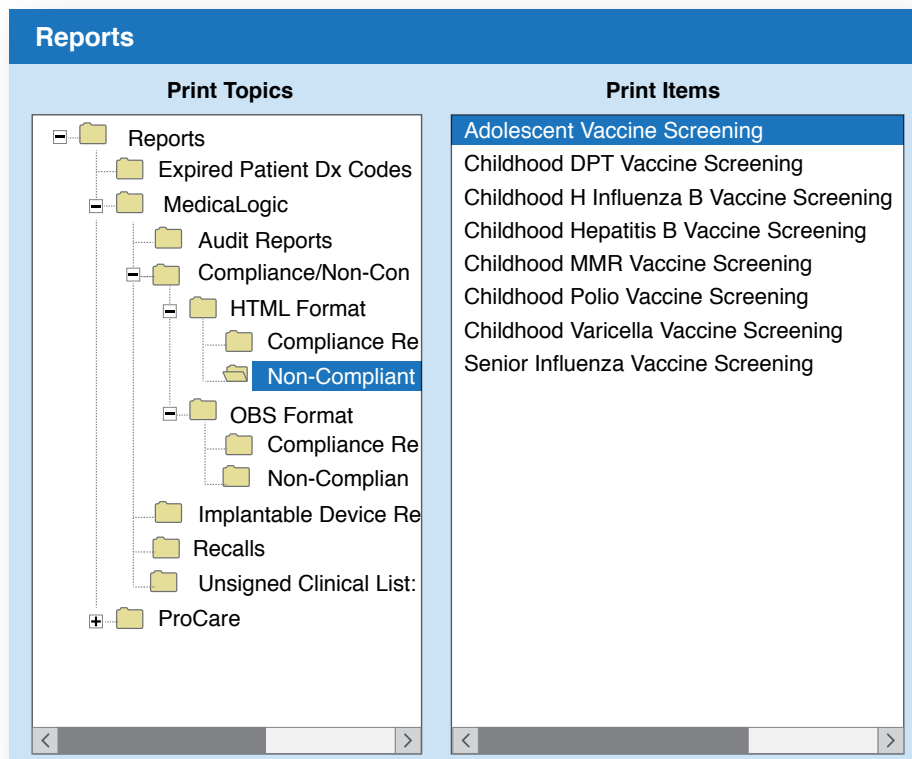 Reports
Print Topics
Reports
Expired Patient Dx Codes
MedicaLogic
Audit Reports
Compliance/Non-Con
HTML Format
Compliance Re
Non-Compliant
OBS Format
Compliance Re
Non-Complian
Implantable Device Re
Recalls
Unsigned Clinical List:
ProCare
Print Items
Adolescent Vaccine Screening
Childhood DPT Vaccine Screening
Childhood H Influenza B Vaccine Screening
Childhood Hepatitis B Vaccine Screening
Childhood MMR Vaccine Screening
Childhood Polio Vaccine Screening
Childhood Varicella Vaccine Screening
Senior Influenza Vaccine Screening